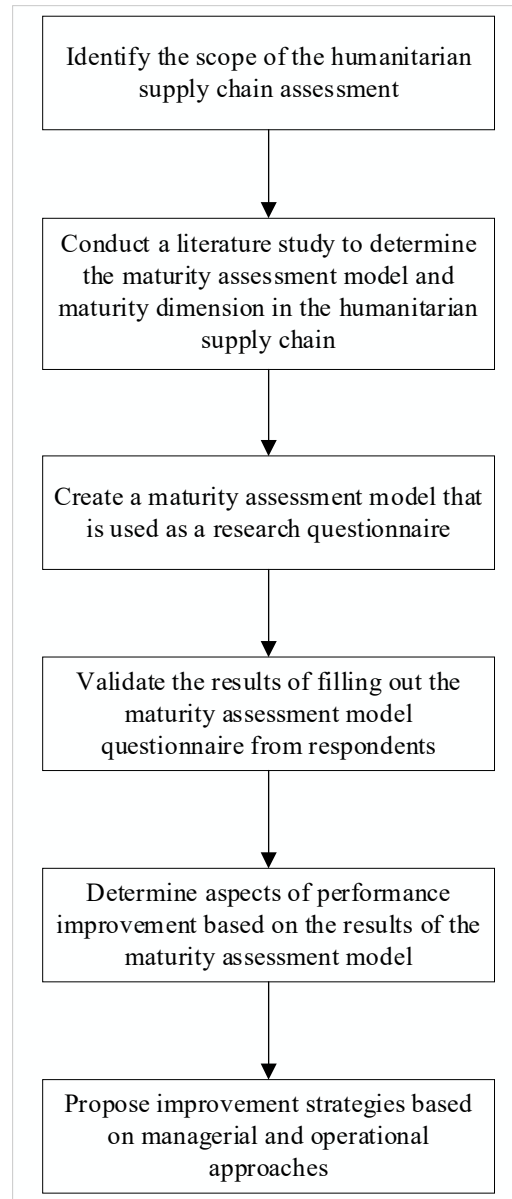 Identify the scope of the humanitarian
supply chain assessment
Conduct a literature study to determine
the maturity assessment model and
maturity dimension in the humanitarian
supply chain
Create a maturity assessment model that
is used as a research questionnaire
Validate the results of filling out the
maturity assessment model
questionnaire from respondents
Determine aspects of performance
improvement based on the results of the
maturity assessment model
Propose improvement strategies based
on managerial and operational
approaches